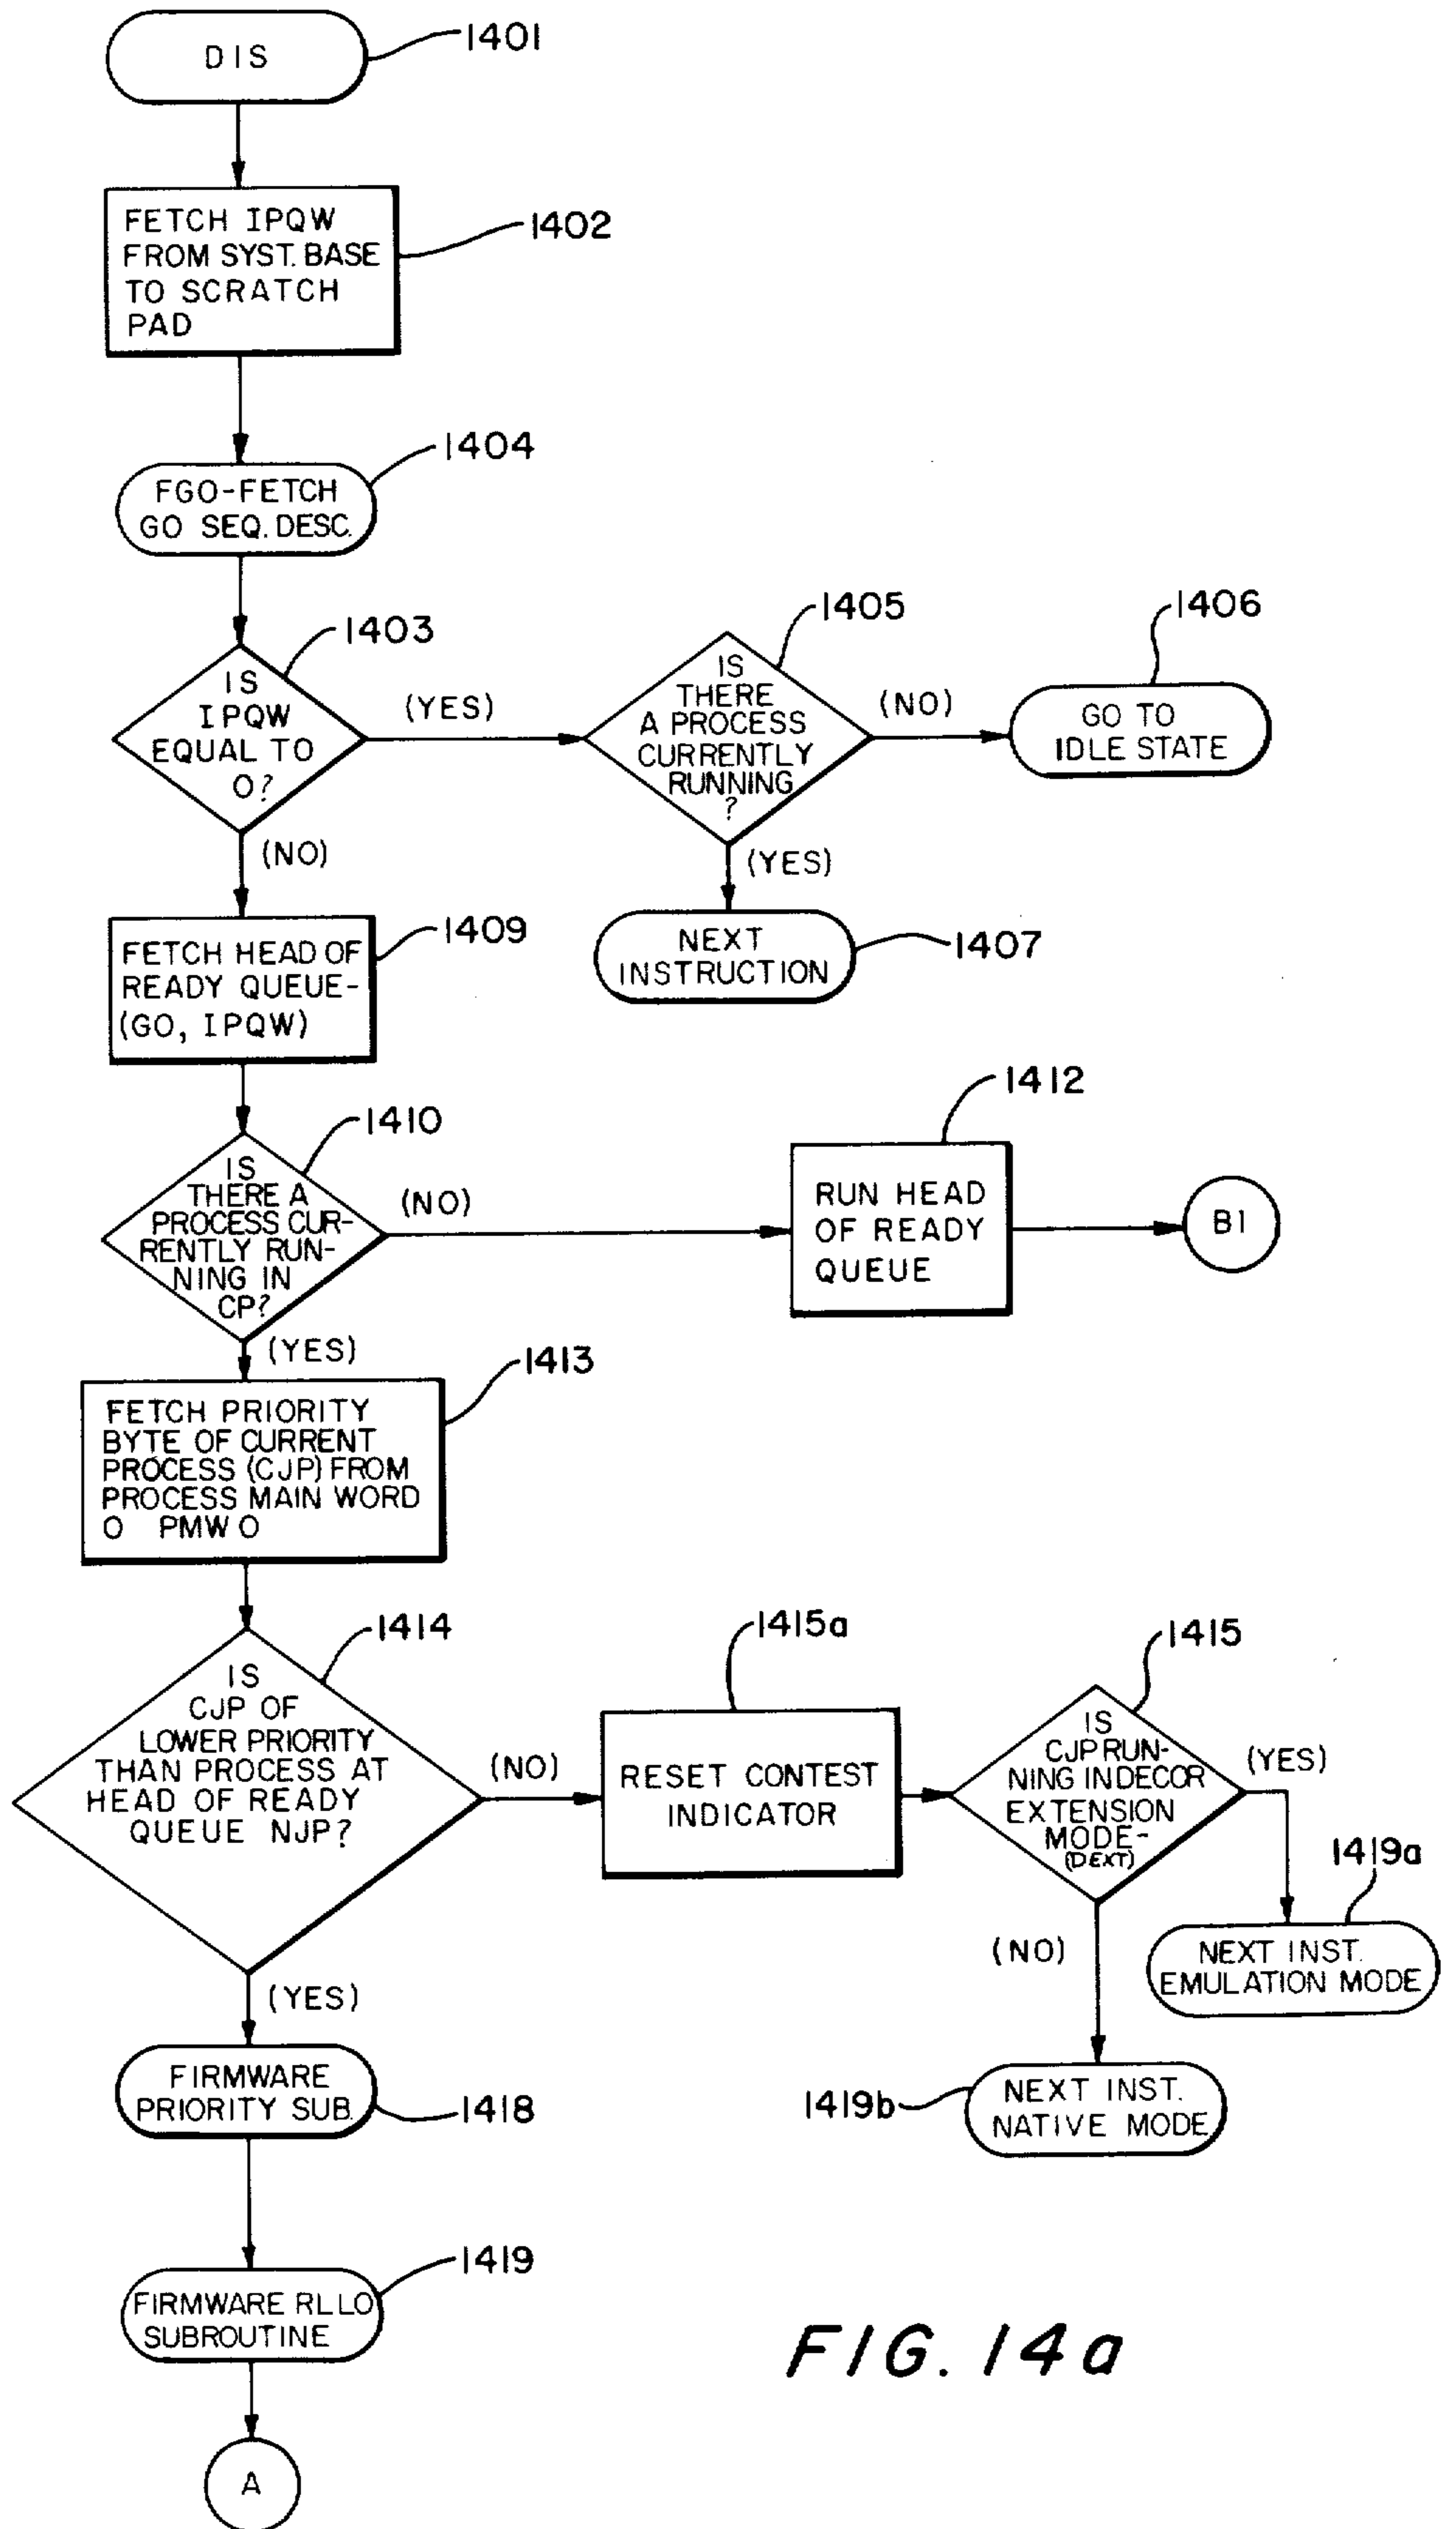 DIS
1401
FETCH IPQW
FROM SYST. BASE
TO SCRATCH
PAD
1402
FGO-FETCH
GO SEQ. DESC.
1404
IS
IPQW
EQUAL TO
0?
1403
(YES)
(NO)
IS
THERE
A PROCESS
CURRENTLY
RUNNING
?
1405
(NO)
(YES)
GO TO
IDLE STATE
1406
NEXT
INSTRUCTION
1407
FETCH HEAD OF
READY QUEUE-
(GO, IPQW)
1409
IS
THERE A
PROCESS CUR-
RENTLY RUN-
NING IN
CP?
1410
(NO)
(YES)
RUN HEAD
OF READY
QUEUE
1412
B1
FETCH PRIORITY
BYTE OF CURRENT
PROCESS (CJP) FROM
PROCESS MAIN WORD
O PMW O
1413
IS
CJP OF
LOWER PRIORITY
THAN PROCESS AT
HEAD OF READY
QUEUE NJP?
1414
(NO)
(YES)
RESET CONTEST
INDICATOR
1415a
IS
CJP RUN-
NING IN DECOR
EXTENSION
MODE-
(DEXT)
1415
(YES)
(NO)
NEXT INST.
EMULATION MODE
1419a
NEXT INST.
NATIVE MODE
1419b
FIRMWARE
PRIORITY SUB.
1418
FIRMWARE RLLO
SUBROUTINE
1419
A
FIG. 14a